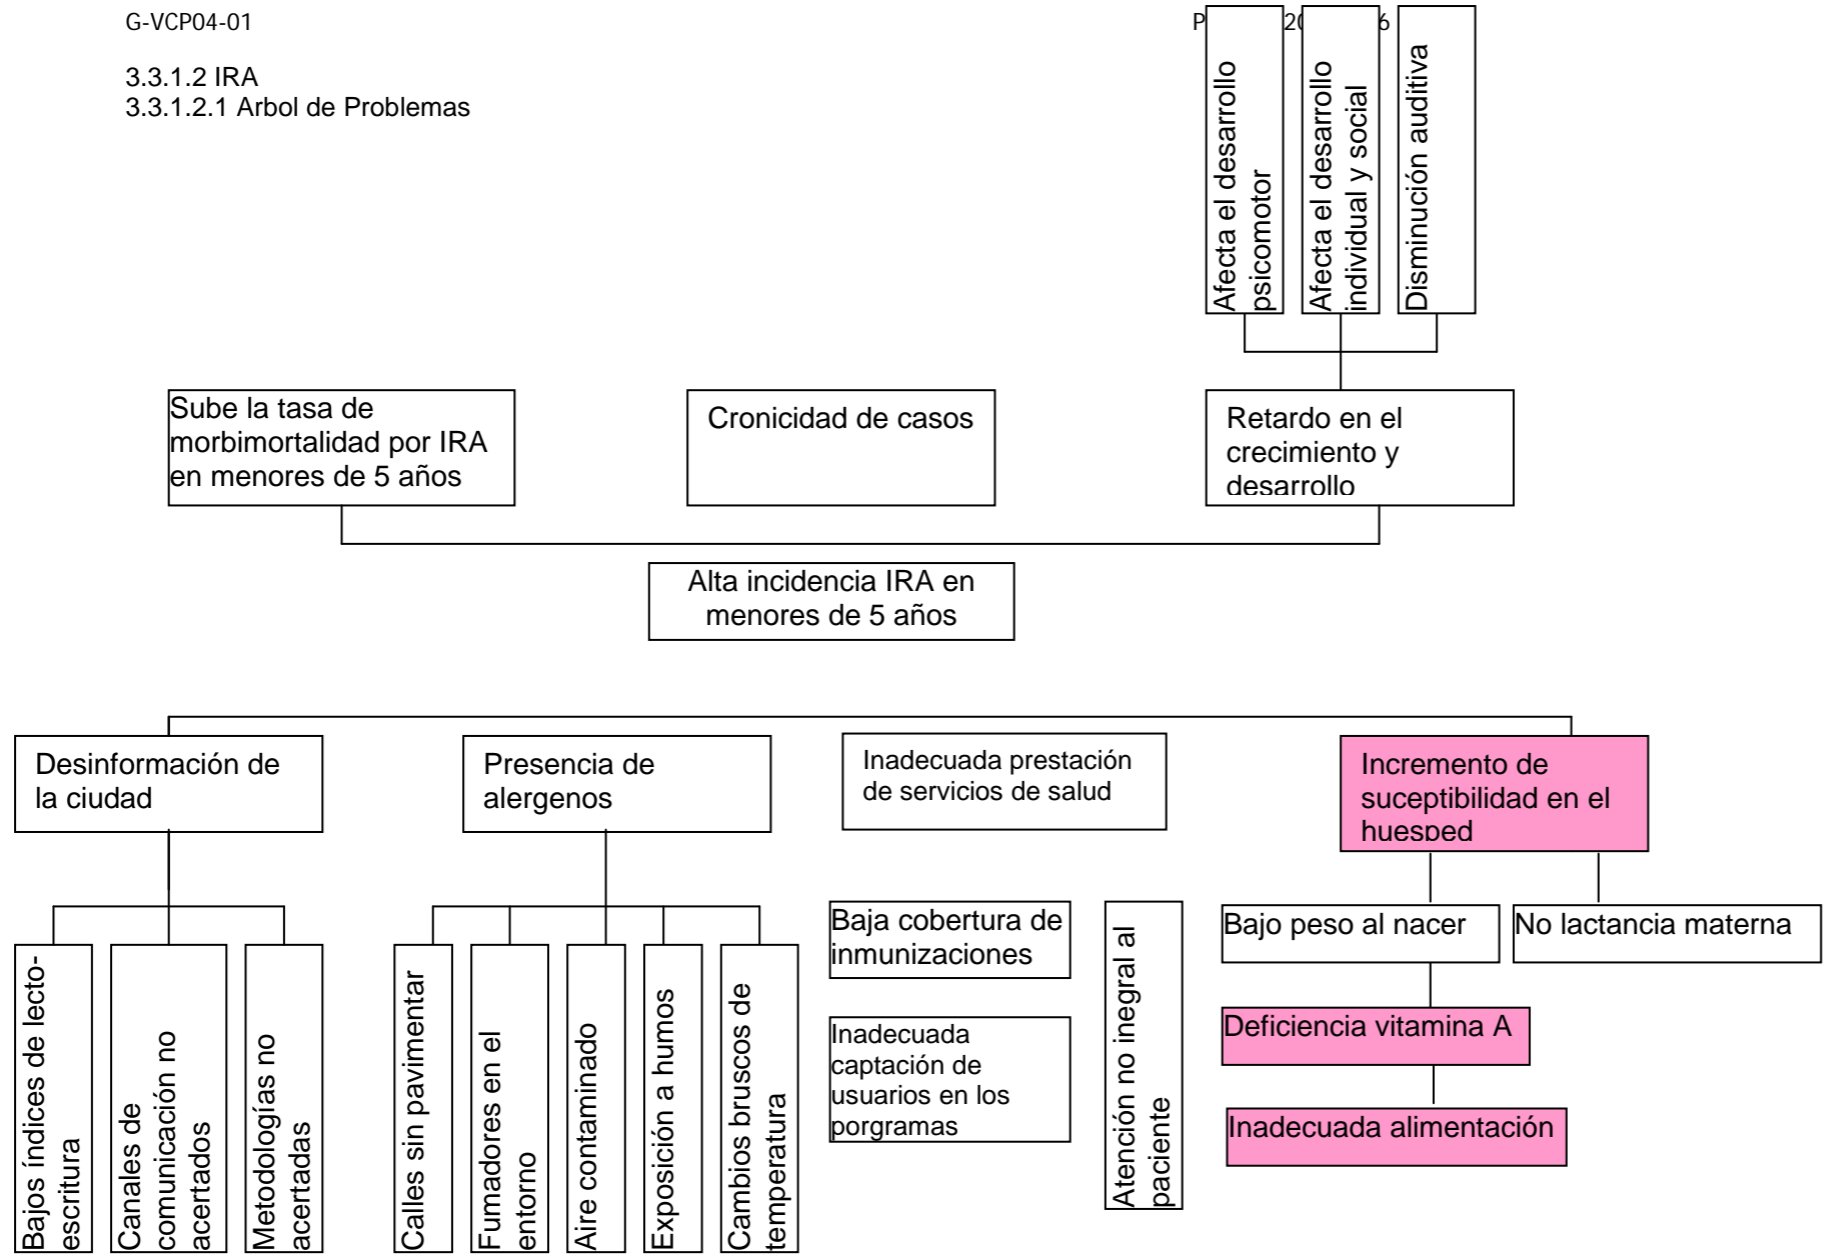 G-VCP04-01
P 20 6
3.3.1.2 IRA
3.3.1.2.1 Arbol de Problemas
Afecta el desarrollo
psicomotor
Afecta el desarrollo
individual y social
Disminución auditiva
Sube la tasa de
morbimortalidad por IRA
en menores de 5 años
Cronicidad de casos
Retardo en el
crecimiento y
desarrollo
Alta incidencia IRA en
menores de 5 años
Desinformación de
la ciudad
Presencia de
alergenos
Inadecuada prestación
de servicios de salud
Incremento de
suceptibilidad en el
huesped
Bajos índices de lecto-
escritura
Canales de
comunicación no
acertados
Metodologías no
acertadas
Calles sin pavimentar
Fumadores en el
entorno
Aire contaminado
Exposición a humos
Cambios bruscos de
temperatura
Baja cobertura de
inmunizaciones
Inadecuada
captación de
usuarios en los
porgramas
Atención no inegral al
paciente
Bajo peso al nacer
No lactancia materna
Deficiencia vitamina A
Inadecuada alimentación